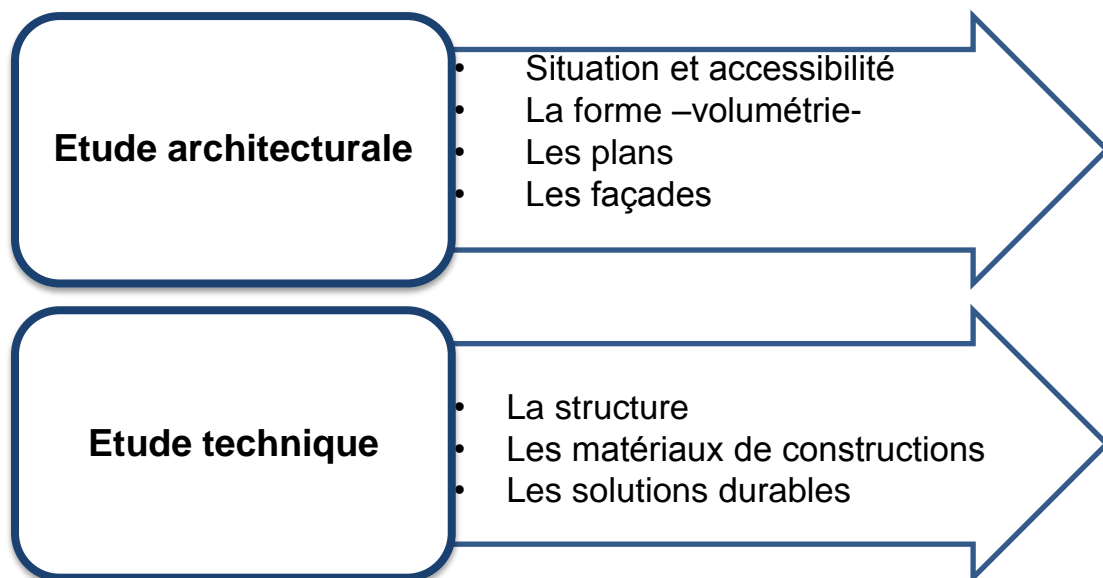 Etude architecturale
• Situation et accessibilité
• La forme –volumétrie-
• Les plans
• Les façades
Etude technique
• La structure
• Les matériaux de constructions
• Les solutions durables